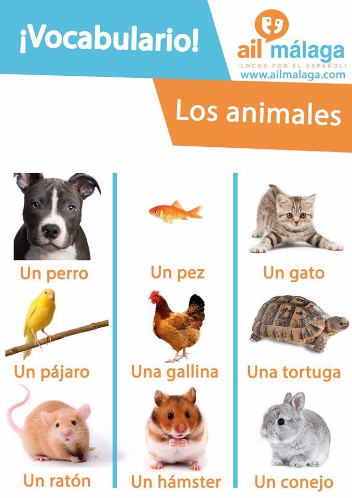 ¡Vocabulario!
ail málaga
¡LOCOS POR EL ESPAÑOL!
www.ailmalaga.com
Los animales
Un perro
Un pez
Un gato
Un pájaro
Una gallina
Una tortuga
Un ratón
Un hámster
Un conejo